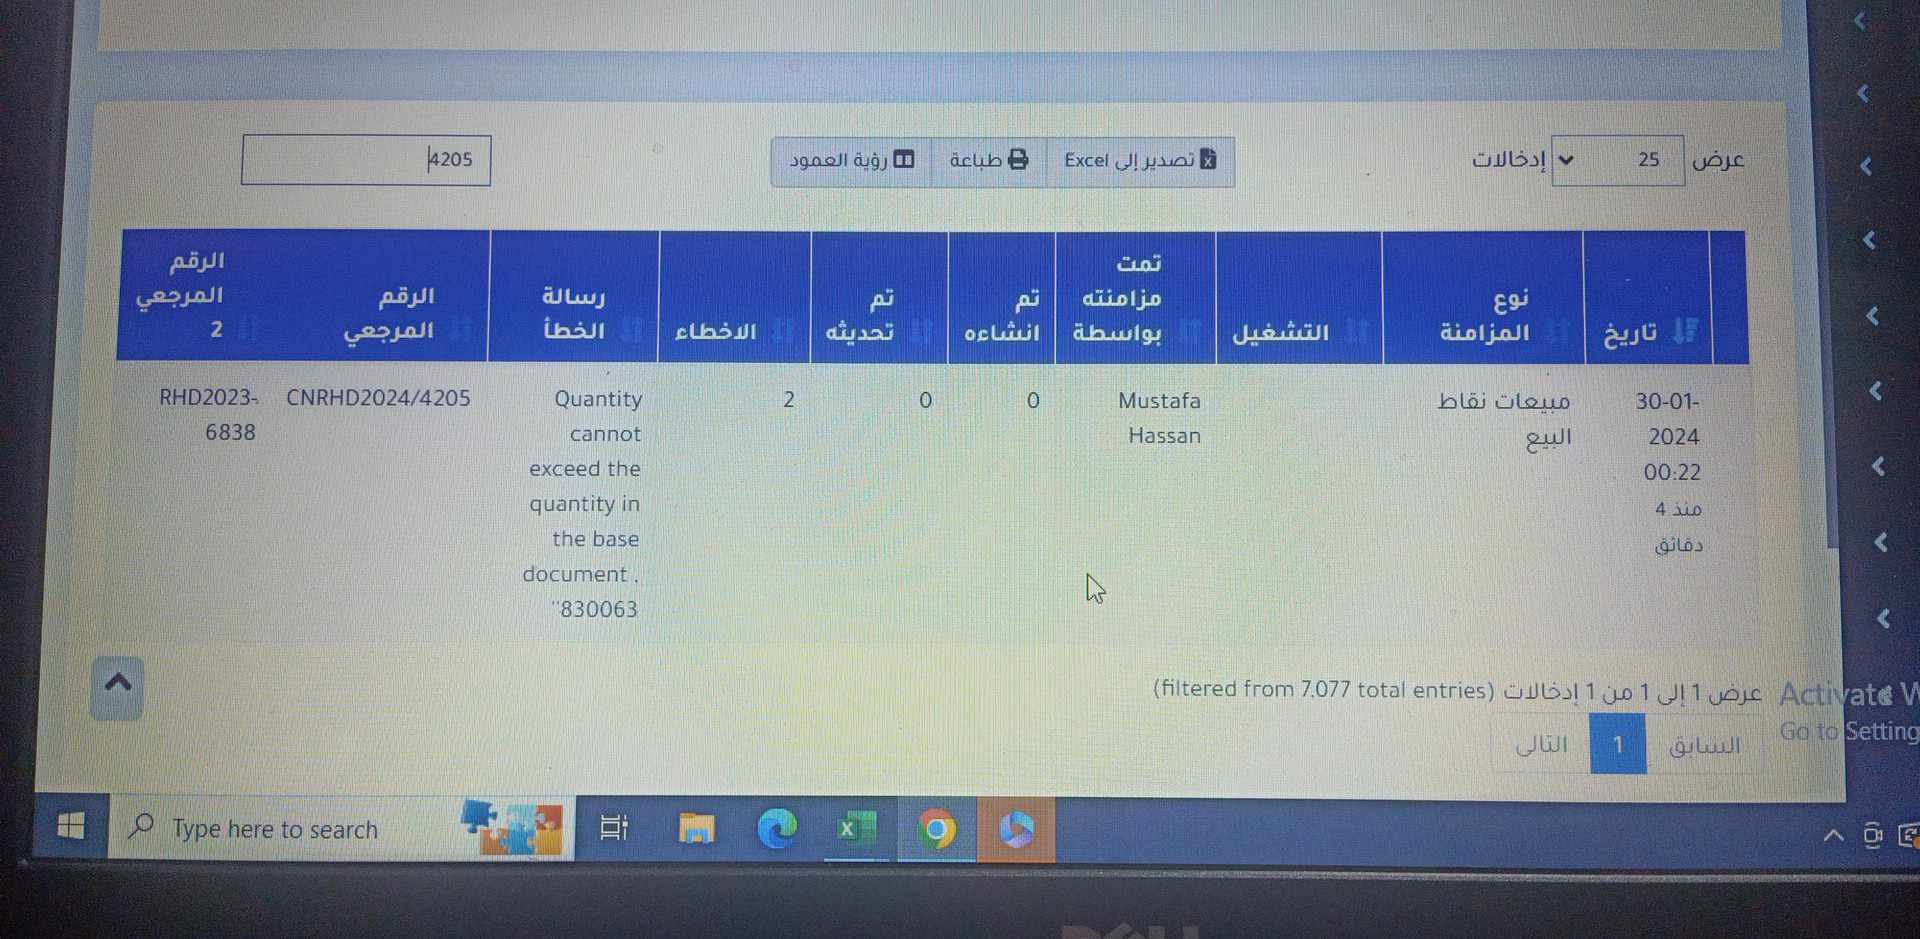 عرض 25 إدخالات
تصدير إلى Excel
طباعة
رؤية العمود
4205
تاريخ
نوع
المزامنة
التشغيل
تمت
مزامنته
بواسطة
تم
انشاءه
تم
تحديثه
الاخطاء
رسالة
الخطأ
الرقم
المرجعي
الرقم
المرجعي
2
30-01-
2024
00:22
منذ 4
دقائق
مبيعات نقاط
البيع
Mustafa
Hassan
0
0
2
Quantity
cannot
exceed the
quantity in
the base
document .
"830063
CNRHD2024/4205
RHD2023-
6838
عرض 1 إلى 1 من 1 إدخالات (filtered from 7,077 total entries)
السابق
1
التالى
Activate W
Go to Setting
Type here to search